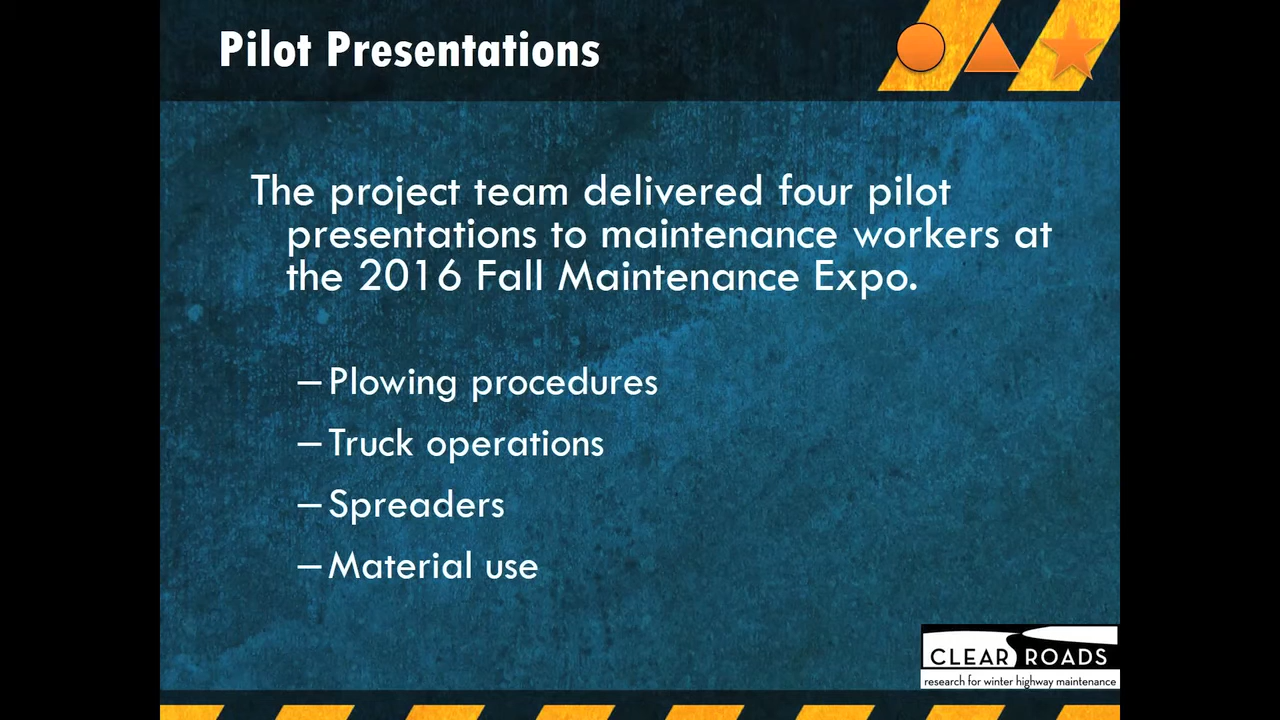 Pilot Presentations
The project team delivered four pilot
presentations to maintenance workers at
the 2016 Fall Maintenance Expo.
– Plowing procedures
– Truck operations
– Spreaders
– Material use
CLEAR ROADS
research for winter highway maintenance